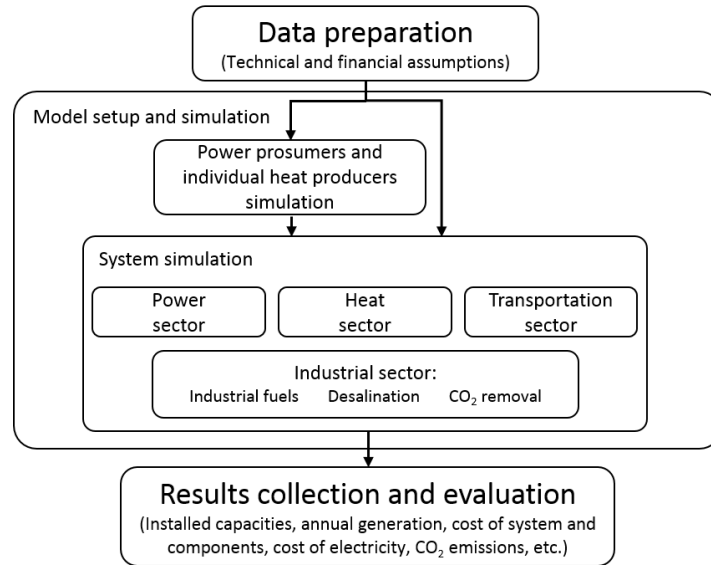 Data preparation
(Technical and financial assumptions)
Model setup and simulation
Power prosumers and
individual heat producers
simulation
System simulation
Power
sector
Heat
sector
Transportation
sector
Industrial sector:
Industrial fuels Desalination CO₂ removal
Results collection and evaluation
(Installed capacities, annual generation, cost of system and
components, cost of electricity, CO₂ emissions, etc.)